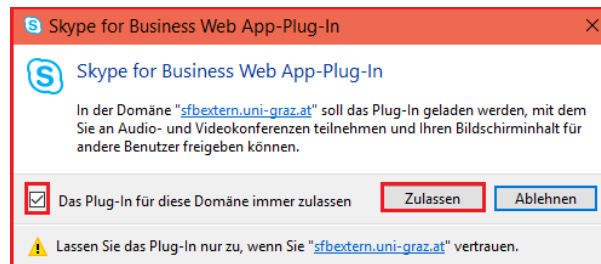 Skype for Business Web App-Plug-In
Skype for Business Web App-Plug-In
In der Domäne "sfbextern.uni-graz.at" soll das Plug-In geladen werden, mit dem
Sie an Audio- und Videokonferenzen teilnehmen und Ihren Bildschirminhalt für
andere Benutzer freigeben können.
Das Plug-In für diese Domäne immer zulassen Zulassen Ablehnen
Lassen Sie das Plug-In nur zu, wenn Sie "sfbextern.uni-graz.at" vertrauen.